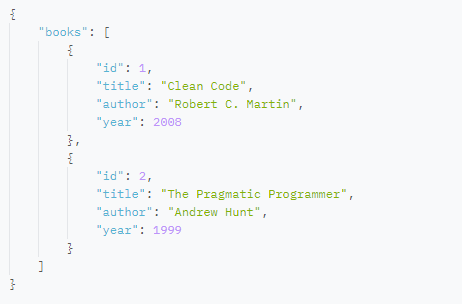 {
    "books": [
        {
            "id": 1,
            "title": "Clean Code",
            "author": "Robert C. Martin",
            "year": 2008
        },
        {
            "id": 2,
            "title": "The Pragmatic Programmer",
            "author": "Andrew Hunt",
            "year": 1999
        }
    ]
}